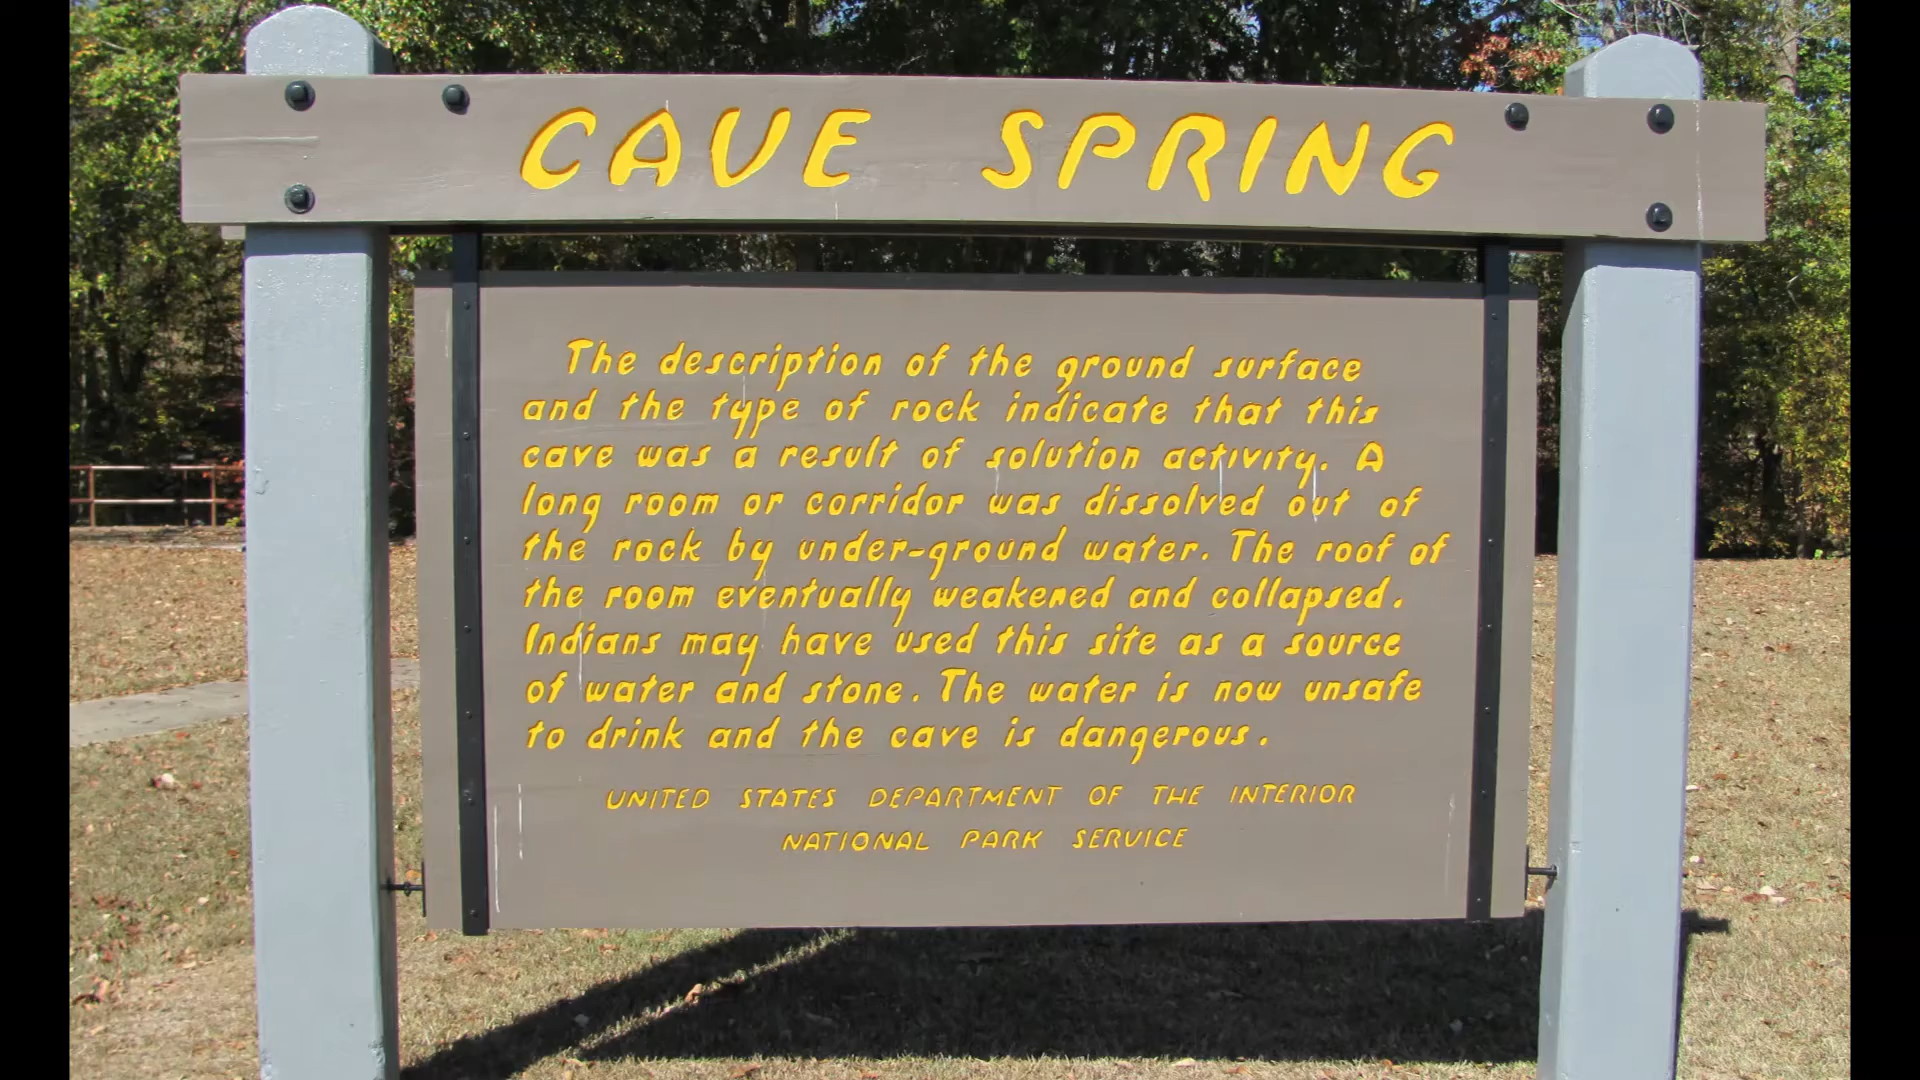 CAVE SPRING
The description of the ground surface
and the type of rock indicate that this
cave was a result of solution activity. A
long room or corridor was dissolved out of
the rock by under-ground water. The roof of
the room eventually weakened and collapsed.
Indians may have used this site as a source
of water and stone. The water is now unsafe
to drink and the cave is dangerous.
UNITED STATES DEPARTMENT OF THE INTERIOR
NATIONAL PARK SERVICE